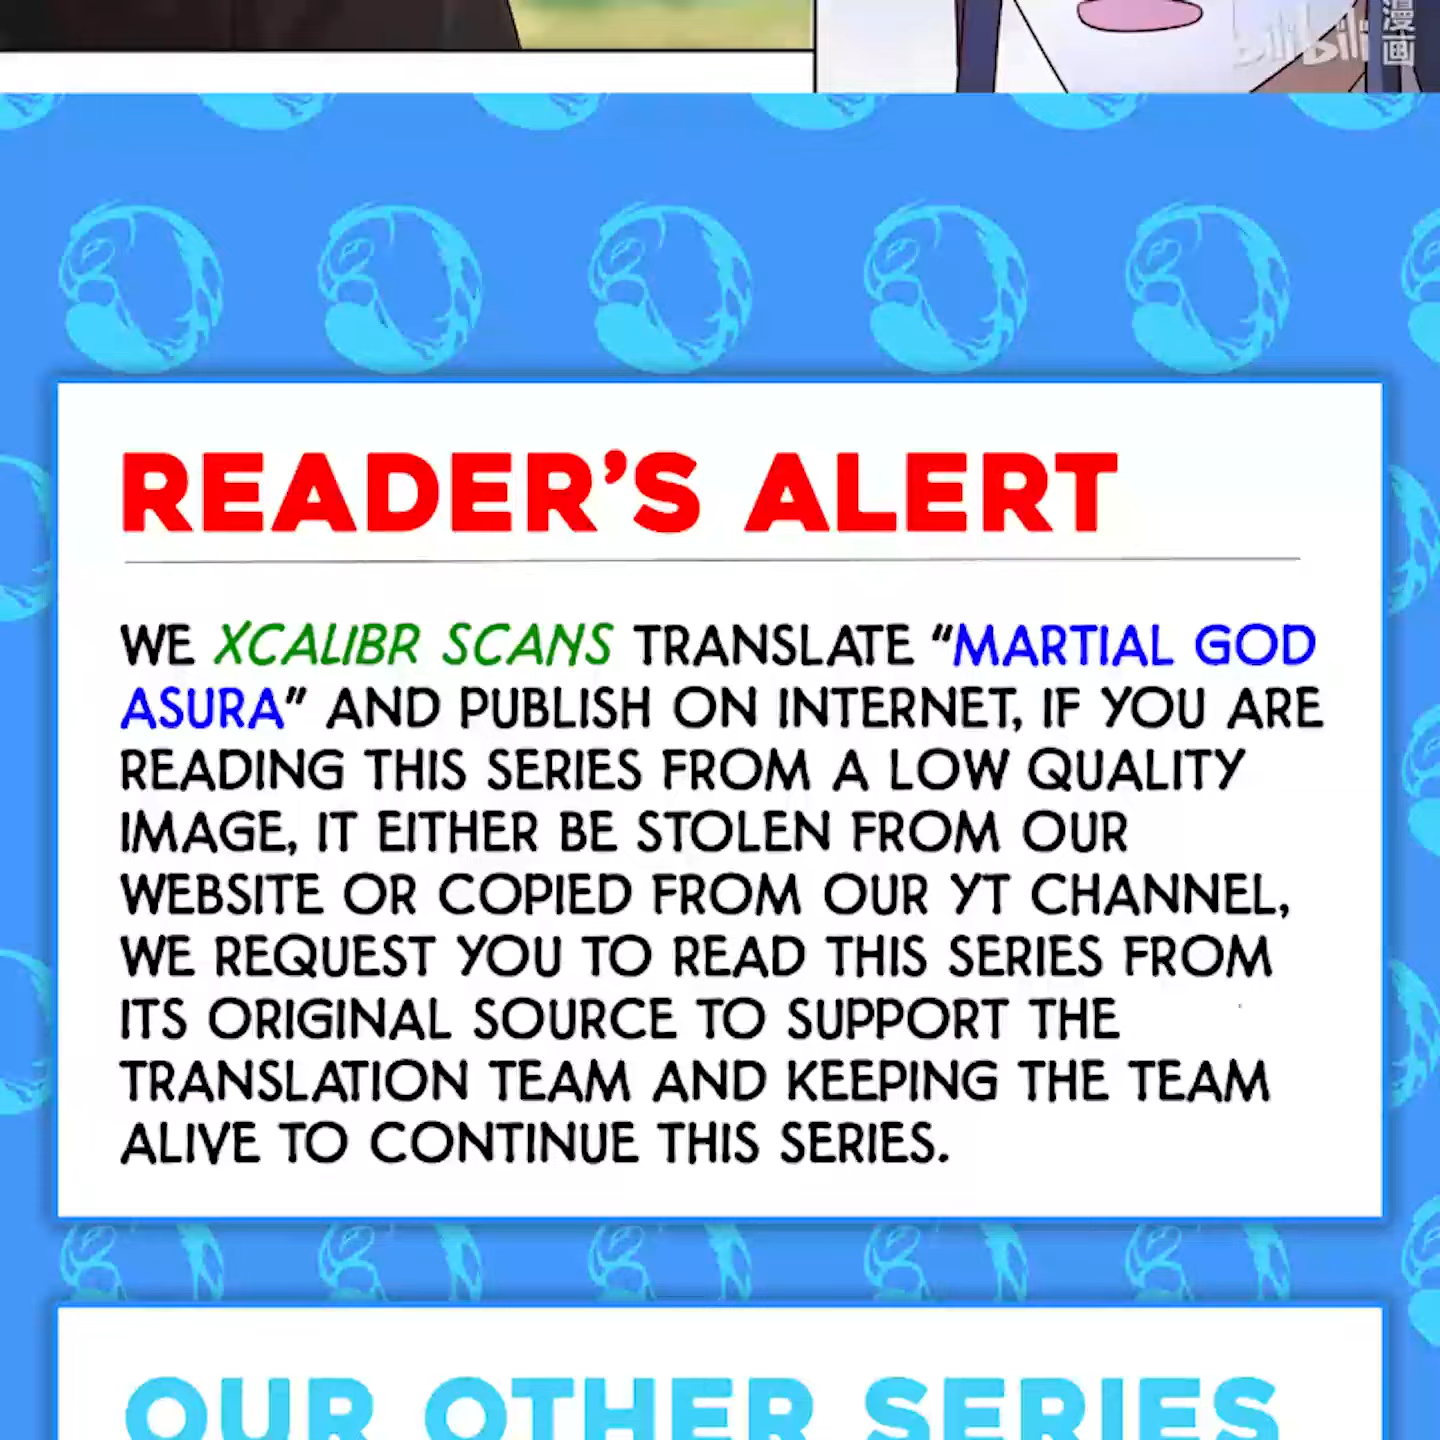 bilibili 漫画
READER'S ALERT
WE XCALIBR SCANS TRANSLATE "MARTIAL GOD
ASURA" AND PUBLISH ON INTERNET, IF YOU ARE
READING THIS SERIES FROM A LOW QUALITY
IMAGE, IT EITHER BE STOLEN FROM OUR
WEBSITE OR COPIED FROM OUR YT CHANNEL,
WE REQUEST YOU TO READ THIS SERIES FROM
ITS ORIGINAL SOURCE TO SUPPORT THE
TRANSLATION TEAM AND KEEPING THE TEAM
ALIVE TO CONTINUE THIS SERIES.
OUR OTHER SERIES